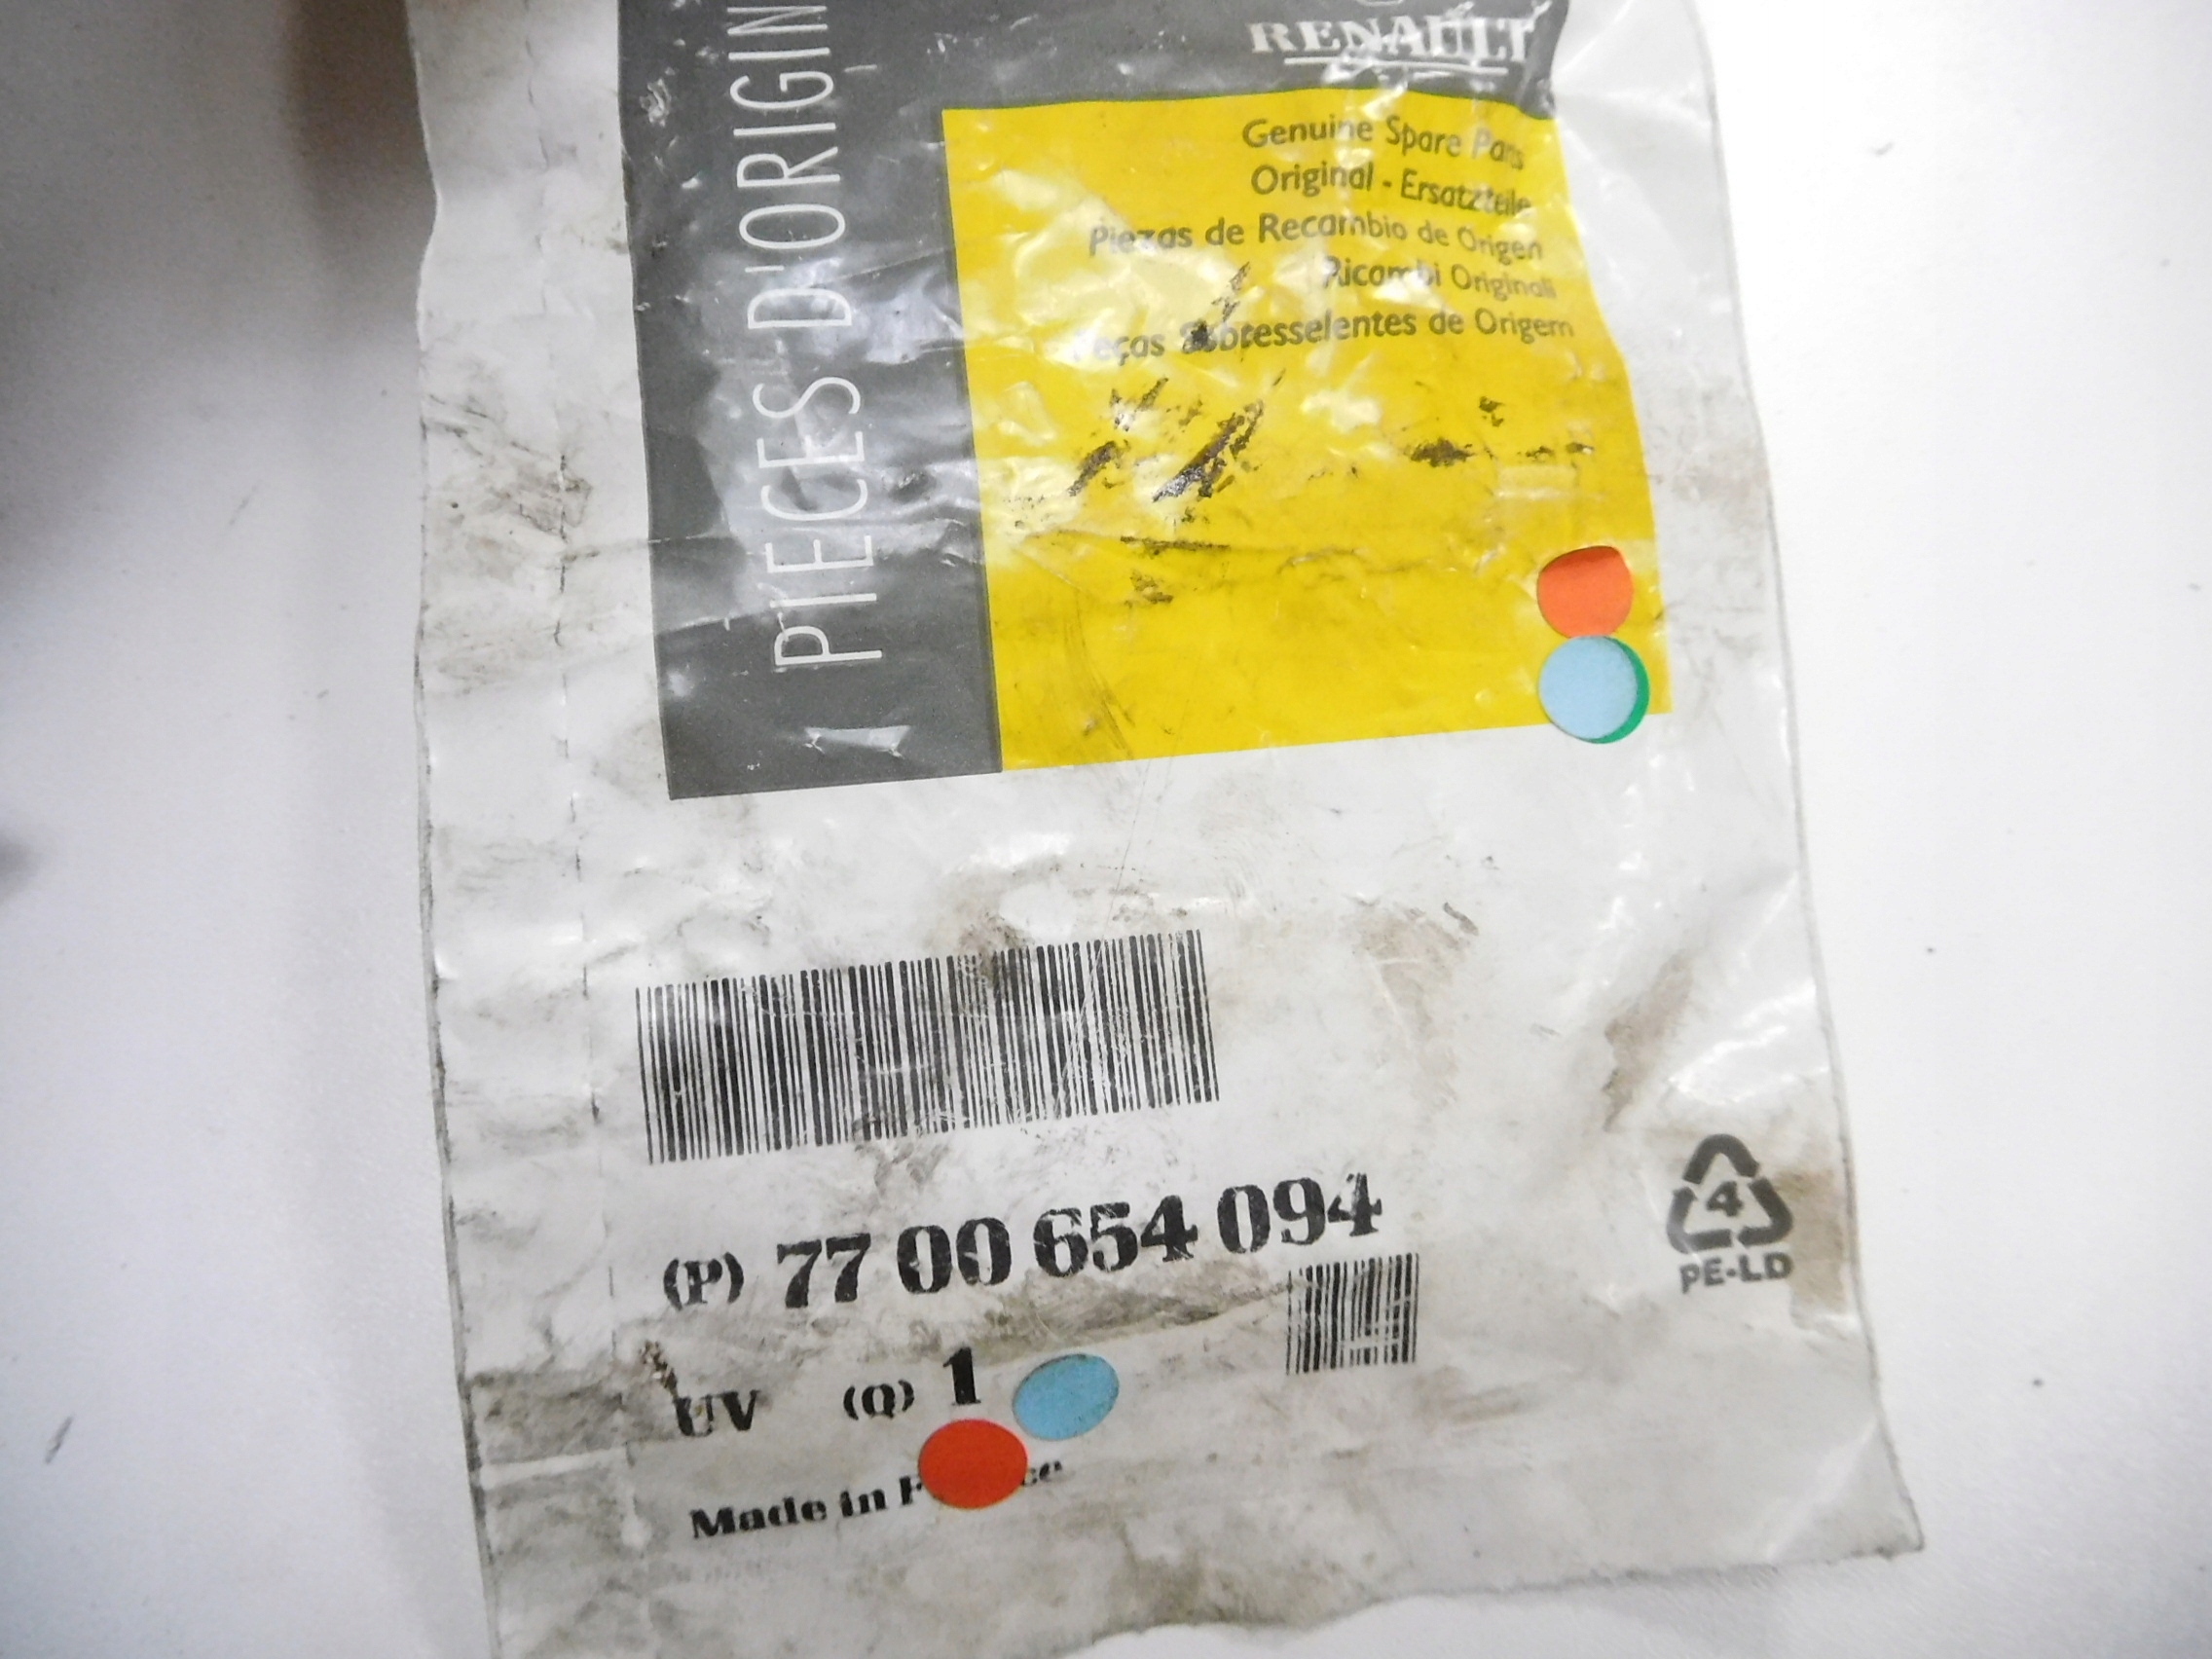 RENAULT
PIECES D'ORIGIN
Genuine Spare Parts
Original - Ersatzteile
Piezas de Recambio de Origen
Ricambi Originali
Peças Sobresselentes de Origem
(P) 77 00 654 094
4
PE-LD
UV (Q) 1
Made in F ce